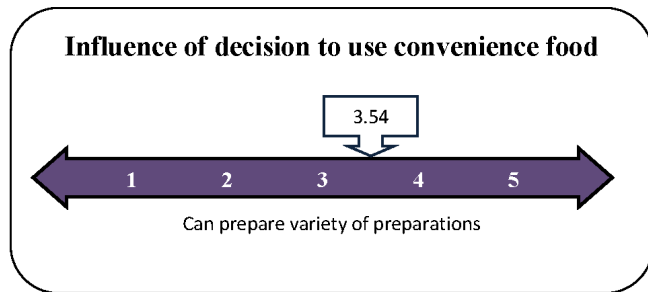 Influence of decision to use convenience food
3.54
1 2 3 4 5
Can prepare variety of preparations